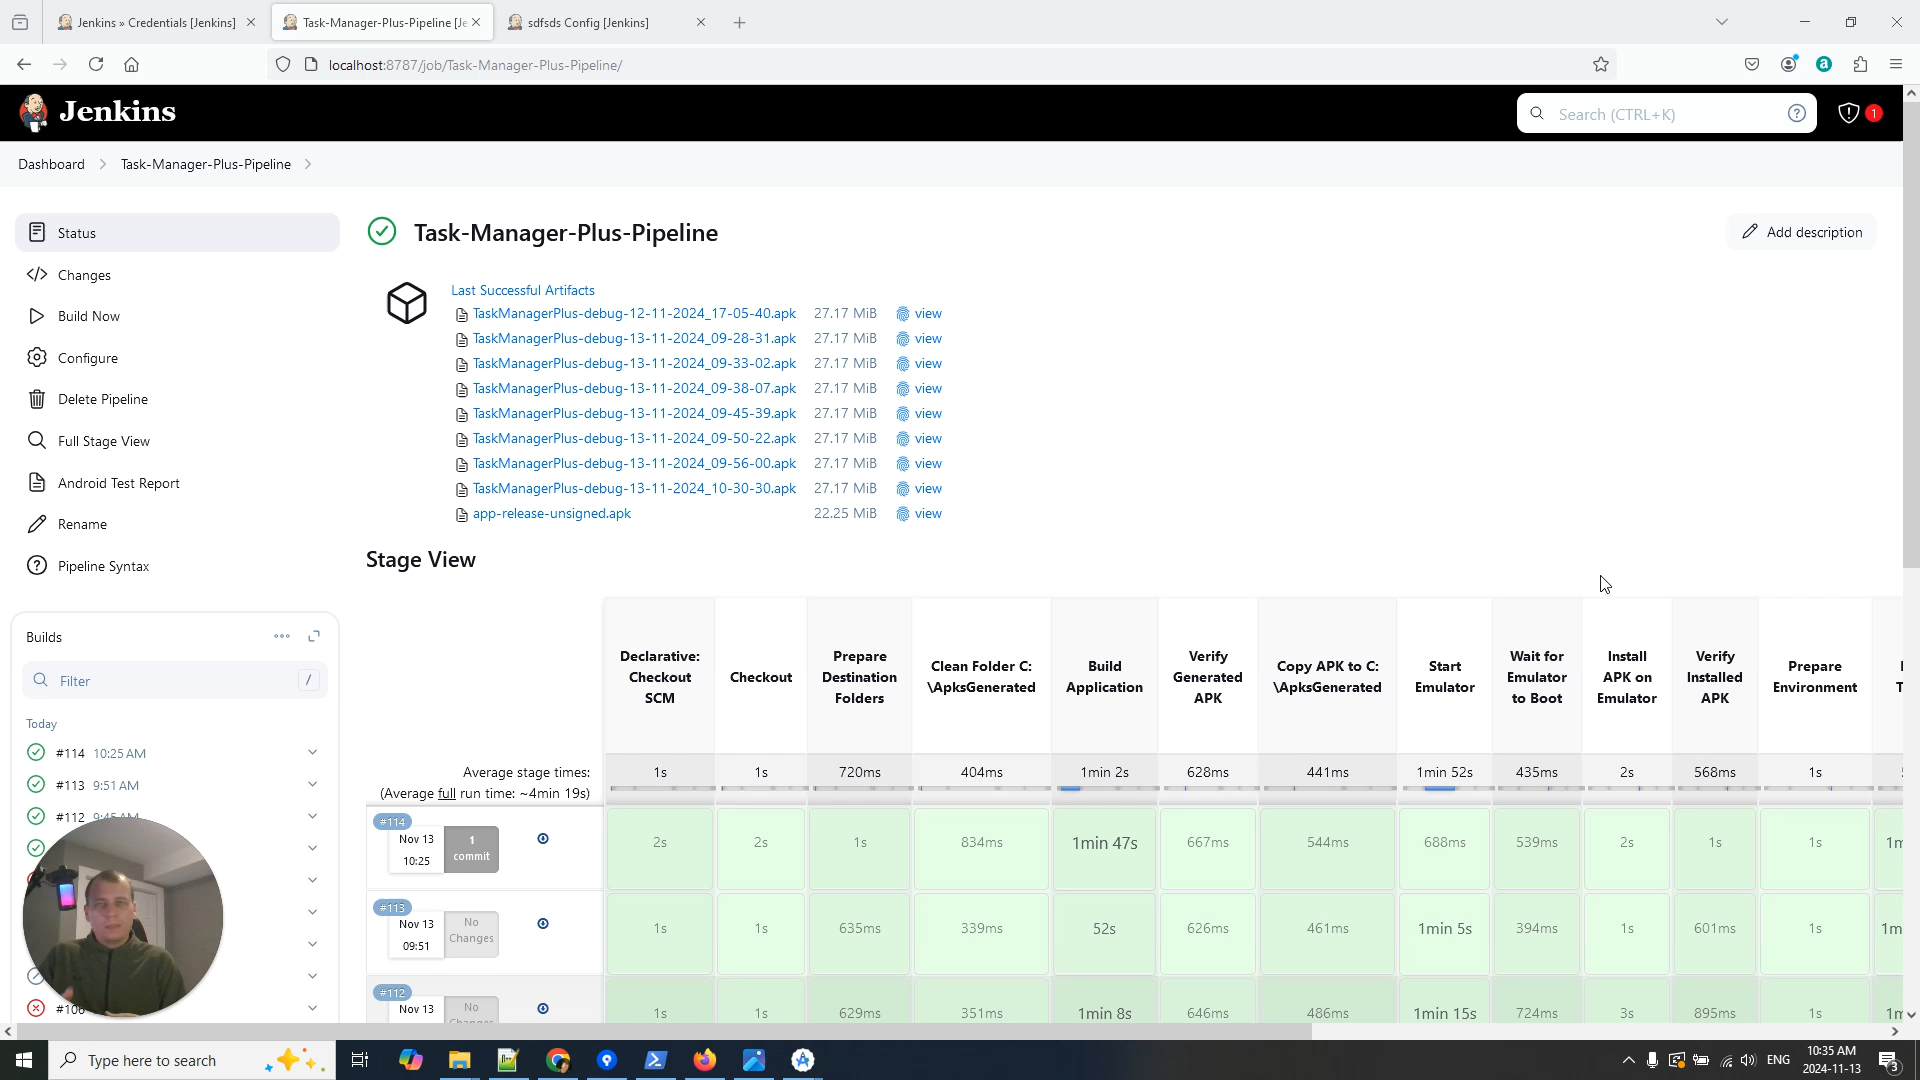 Jenkins » Credentials [Jenkins]
Task-Manager-Plus-Pipeline [Je
sdfsds Config [Jenkins]
localhost:8787/job/Task-Manager-Plus-Pipeline/
Jenkins
Search (CTRL+K)
1
Dashboard
Task-Manager-Plus-Pipeline
Status
Changes
Build Now
Configure
Delete Pipeline
Full Stage View
Android Test Report
Rename
Pipeline Syntax
Task-Manager-Plus-Pipeline
Add description
Last Successful Artifacts
TaskManagerPlus-debug-12-11-2024_17-05-40.apk 27.17 MiB view
TaskManagerPlus-debug-13-11-2024_09-28-31.apk 27.17 MiB view
TaskManagerPlus-debug-13-11-2024_09-33-02.apk 27.17 MiB view
TaskManagerPlus-debug-13-11-2024_09-38-07.apk 27.17 MiB view
TaskManagerPlus-debug-13-11-2024_09-45-39.apk 27.17 MiB view
TaskManagerPlus-debug-13-11-2024_09-50-22.apk 27.17 MiB view
TaskManagerPlus-debug-13-11-2024_09-56-00.apk 27.17 MiB view
TaskManagerPlus-debug-13-11-2024_10-30-30.apk 27.17 MiB view
app-release-unsigned.apk 22.25 MiB view
Stage View
Builds
Filter
/
Today
#114 10:25 AM
#113 9:51 AM
#112 9:45 AM
Declarative:
Checkout
SCM
Checkout
Prepare
Destination
Folders
Clean Folder C:
\ApksGenerated
Build
Application
Verify
Generated
APK
Copy APK to C:
\ApksGenerated
Start
Emulator
Wait for
Emulator
to Boot
Install
APK on
Emulator
Verify
Installed
APK
Prepare
Environment
Average stage times:
(Average full run time: ~4min 19s)
1s 1s 720ms 404ms 1min 2s 628ms 441ms 1min 52s 435ms 2s 568ms 1s
#114
Nov 13
10:25
1
commit
2s 2s 1s 834ms 1min 47s 667ms 544ms 688ms 539ms 2s 1s 1s 1m
#113
Nov 13
09:51
No
Changes
1s 1s 635ms 339ms 52s 626ms 461ms 1min 5s 394ms 1s 601ms 1s 1m
#112
Nov 13
No
Changes
1s 1s 629ms 351ms 1min 8s 646ms 486ms 1min 15s 724ms 3s 895ms 1s 1m
Type here to search
ENG
10:35 AM
2024-11-13
3